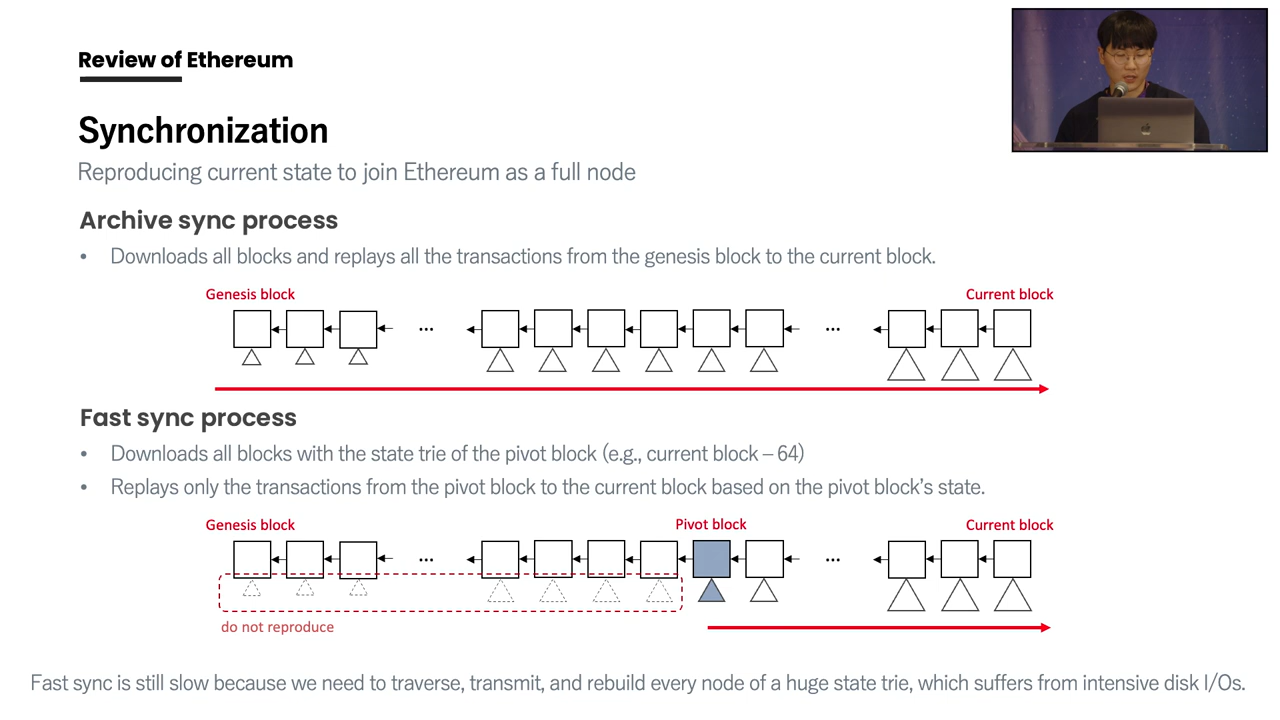 Review of Ethereum
Synchronization
Reproducing current state to join Ethereum as a full node
Archive sync process
• Downloads all blocks and replays all the transactions from the genesis block to the current block.
Genesis block Current block
... ...
Fast sync process
• Downloads all blocks with the state trie of the pivot block (e.g., current block – 64)
• Replays only the transactions from the pivot block to the current block based on the pivot block's state.
Genesis block Pivot block Current block
... ...
do not reproduce
Fast sync is still slow because we need to traverse, transmit, and rebuild every node of a huge state trie, which suffers from intensive disk I/Os.